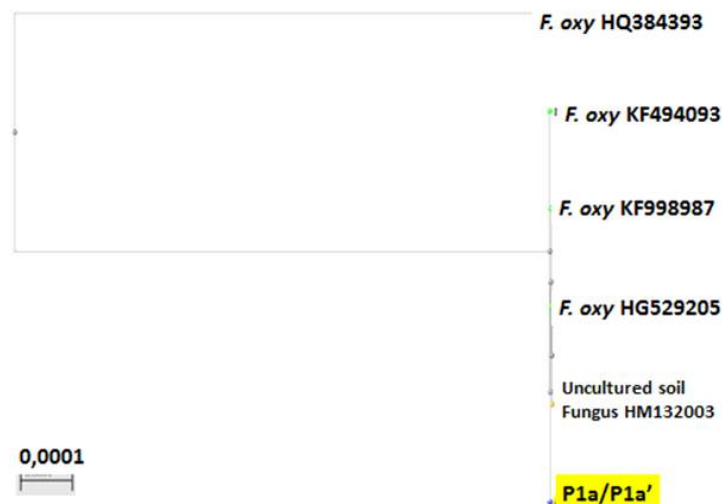 F. oxy HQ384393
F. oxy KF494093
F. oxy KF998987
F. oxy HG529205
Uncultured soil
Fungus HM132003
0,0001
P1a/P1a’